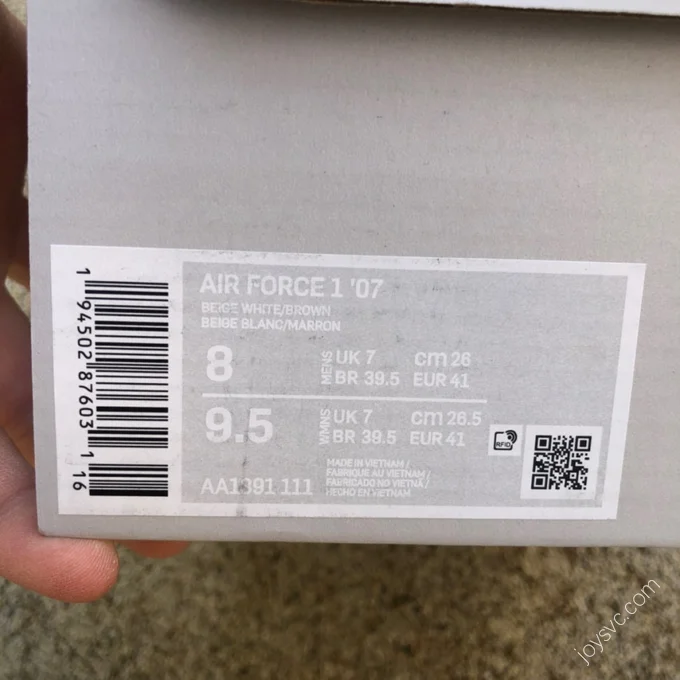 AIR FORCE 1 '07
BEIGE WHITE/BROWN
BEIGE BLANC/MARRON
8 MENS UK 7 cm 26
BR 39.5 EUR 41
9.5 WMNS UK 7 cm 26.5
BR 39.5 EUR 41
RFID
AA1391 111
MADE IN VIETNAM /
FABRIQUE AU VIETNAM /
FABRICADO NO VIETNÃ /
HECHO EN VIETNAM
1 94502 87603 1 16
joysvc.com